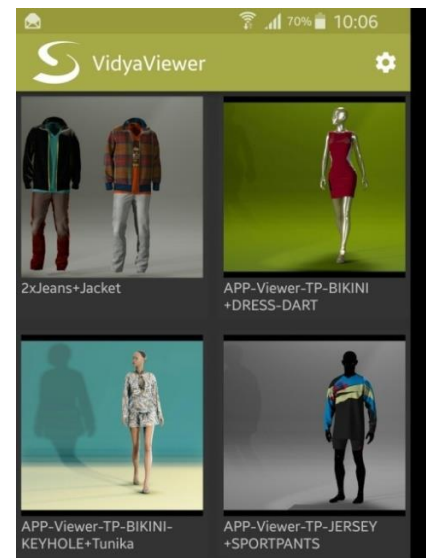 70% 10:06
VidyaViewer
2xJeans+Jacket
APP-Viewer-TP-BIKINI
+DRESS-DART
APP-Viewer-TP-BIKINI-
KEYHOLE+Tunika
APP-Viewer-TP-JERSEY
+SPORTPANTS